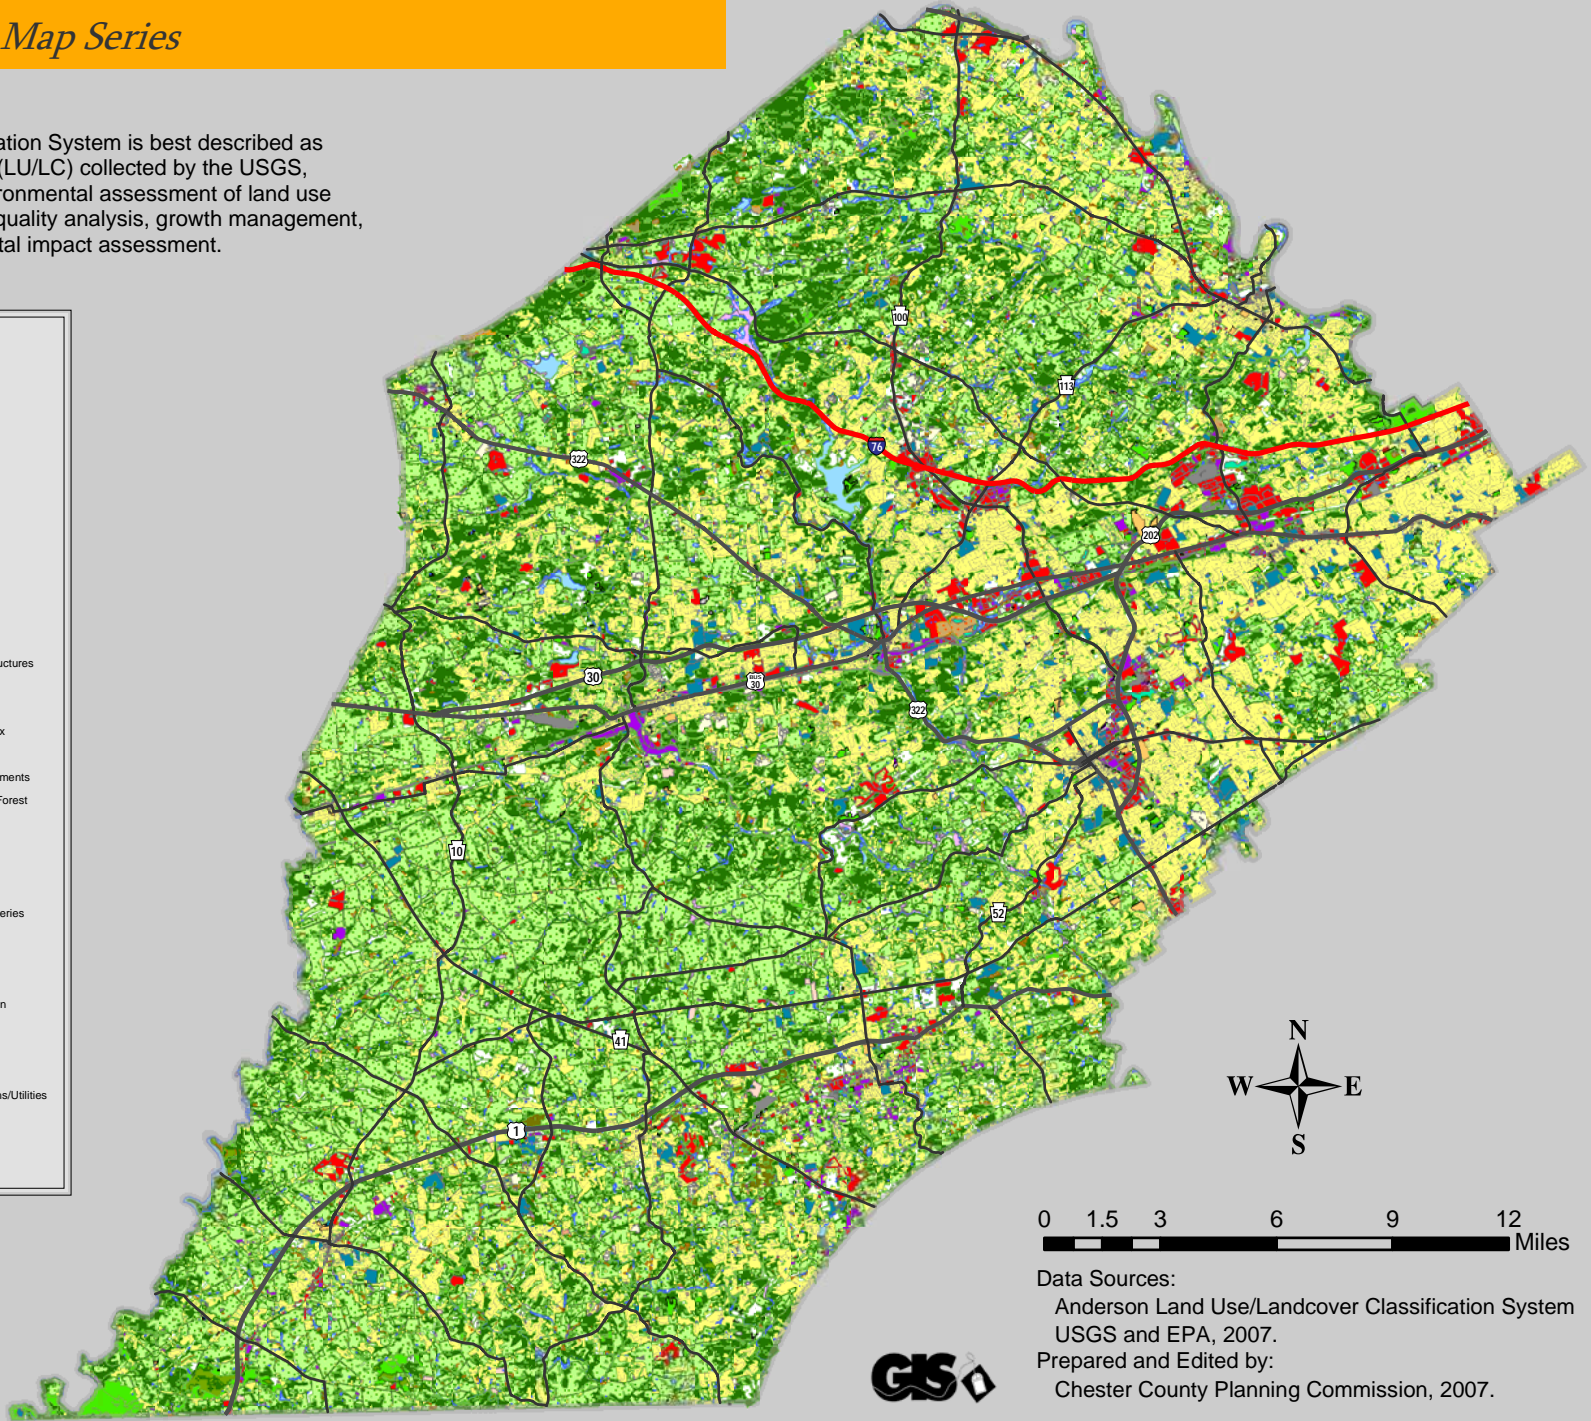 Map Series
ation System is best described as
(LU/LC) collected by the USGS,
ronmental assessment of land use
quality analysis, growth management,
tal impact assessment.
uctures
x
ments
Forest
eries
n
ns/Utilities
100
113
76
322
202
30
BUS
30
322
10
52
41
1
N
W E
S
0 1.5 3 6 9 12
Miles
Data Sources:
Anderson Land Use/Landcover Classification System
USGS and EPA, 2007.
Prepared and Edited by:
Chester County Planning Commission, 2007.
GIS